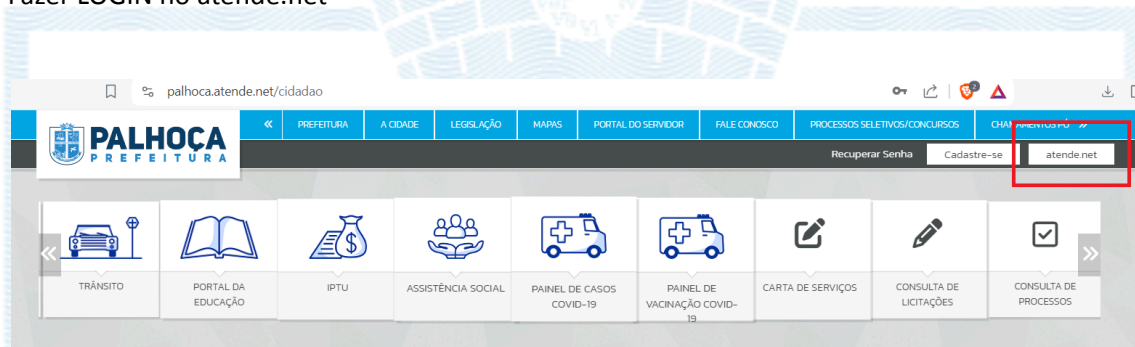 Fazer LOGIN no atende.net
palhoca.atende.net/cidadao
2
PALHOÇA
PREFEITURA
« PREFEITURA A CIDADE LEGISLAÇÃO MAPAS PORTAL DO SERVIDOR FALE CONOSCO PROCESSOS SELETIVOS/CONCURSOS »
Recuperar Senha Cadastre-se atende.net
« TRÂNSITO
PORTAL DA
EDUCAÇÃO
IPTU
ASSISTÊNCIA SOCIAL
PAINEL DE CASOS
COVID-19
PAINEL DE
VACINAÇÃO COVID-
19
CARTA DE SERVIÇOS
CONSULTA DE
LICITAÇÕES
CONSULTA DE
PROCESSOS
»